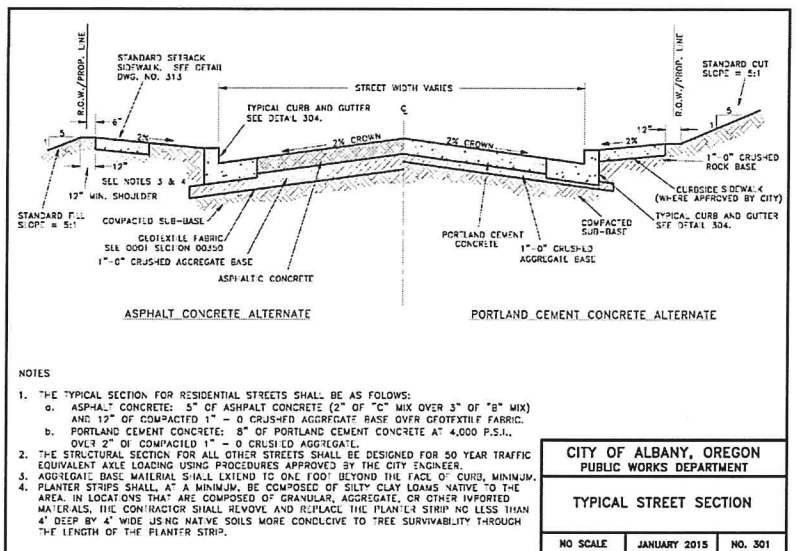 R.O.W./PROP. LINE
STANDARD SETBACK
SIDEWALK. SEE DETAIL
DWG. NO. 313
6"
5
1
2%
12"
SEE NOTES 3 & 4
12" MIN. SHOULDER
STANDARD FILL
SLOPE = 5:1
STREET WIDTH VARIES
TYPICAL CURB AND GUTTER
SEE DETAIL 304.
℄
2% CROWN
2% CROWN
COMPACTED SUB-BASE
GEOTEXTILE FABRIC
SEE ODOT SECTION 00350
1"-0" CRUSHED AGGREGATE BASE
ASPHALTIC CONCRETE
PORTLAND CEMENT
CONCRETE
1"-0" CRUSHED
AGGREGATE BASE
COMPACTED
SUB-BASE
R.O.W./PROP. LINE
STANDARD CUT
SLOPE = 5:1
12"
5
1
2%
1"-0" CRUSHED
ROCK BASE
CURBSIDE SIDEWALK
(WHERE APPROVED BY CITY)
TYPICAL CURB AND GUTTER
SEE DETAIL 304.
ASPHALT CONCRETE ALTERNATE
PORTLAND CEMENT CONCRETE ALTERNATE
NOTES
1. THE TYPICAL SECTION FOR RESIDENTIAL STREETS SHALL BE AS FOLOWS:
a. ASPHALT CONCRETE: 5" OF ASHPALT CONCRETE (2" OF "C" MIX OVER 3" OF "B" MIX)
AND 12" OF COMPACTED 1" - 0 CRUSHED AGGREGATE BASE OVER GEOTEXTILE FABRIC.
b. PORTLAND CEMENT CONCRETE: 8" OF PORTLAND CEMENT CONCRETE AT 4,000 P.S.I.,
OVER 2" OF COMPACTED 1" - 0 CRUSHED AGGREGATE.
2. THE STRUCTURAL SECTION FOR ALL OTHER STREETS SHALL BE DESIGNED FOR 50 YEAR TRAFFIC
EQUIVALENT AXLE LOADING USING PROCEDURES APPROVED BY THE CITY ENGINEER.
3. AGGREGATE BASE MATERIAL SHALL EXTEND TO ONE FOOT BEYOND THE FACE OF CURB, MINIMUM.
4. PLANTER STRIPS SHALL, AT A MINIMUM, BE COMPOSED OF SILTY CLAY LOAMS NATIVE TO THE
AREA. IN LOCATIONS THAT ARE COMPOSED OF GRANULAR, AGGREGATE, OR OTHER IMPORTED
MATERIALS, THE CONTRACTOR SHALL REMOVE AND REPLACE THE PLANTER STRIP NO LESS THAN
4' DEEP BY 4' WIDE USING NATIVE SOILS MORE CONDUCIVE TO TREE SURVIVABILITY THROUGH
THE LENGTH OF THE PLANTER STRIP.
CITY OF ALBANY, OREGON
PUBLIC WORKS DEPARTMENT
TYPICAL STREET SECTION
NO SCALE JANUARY 2015 NO. 301